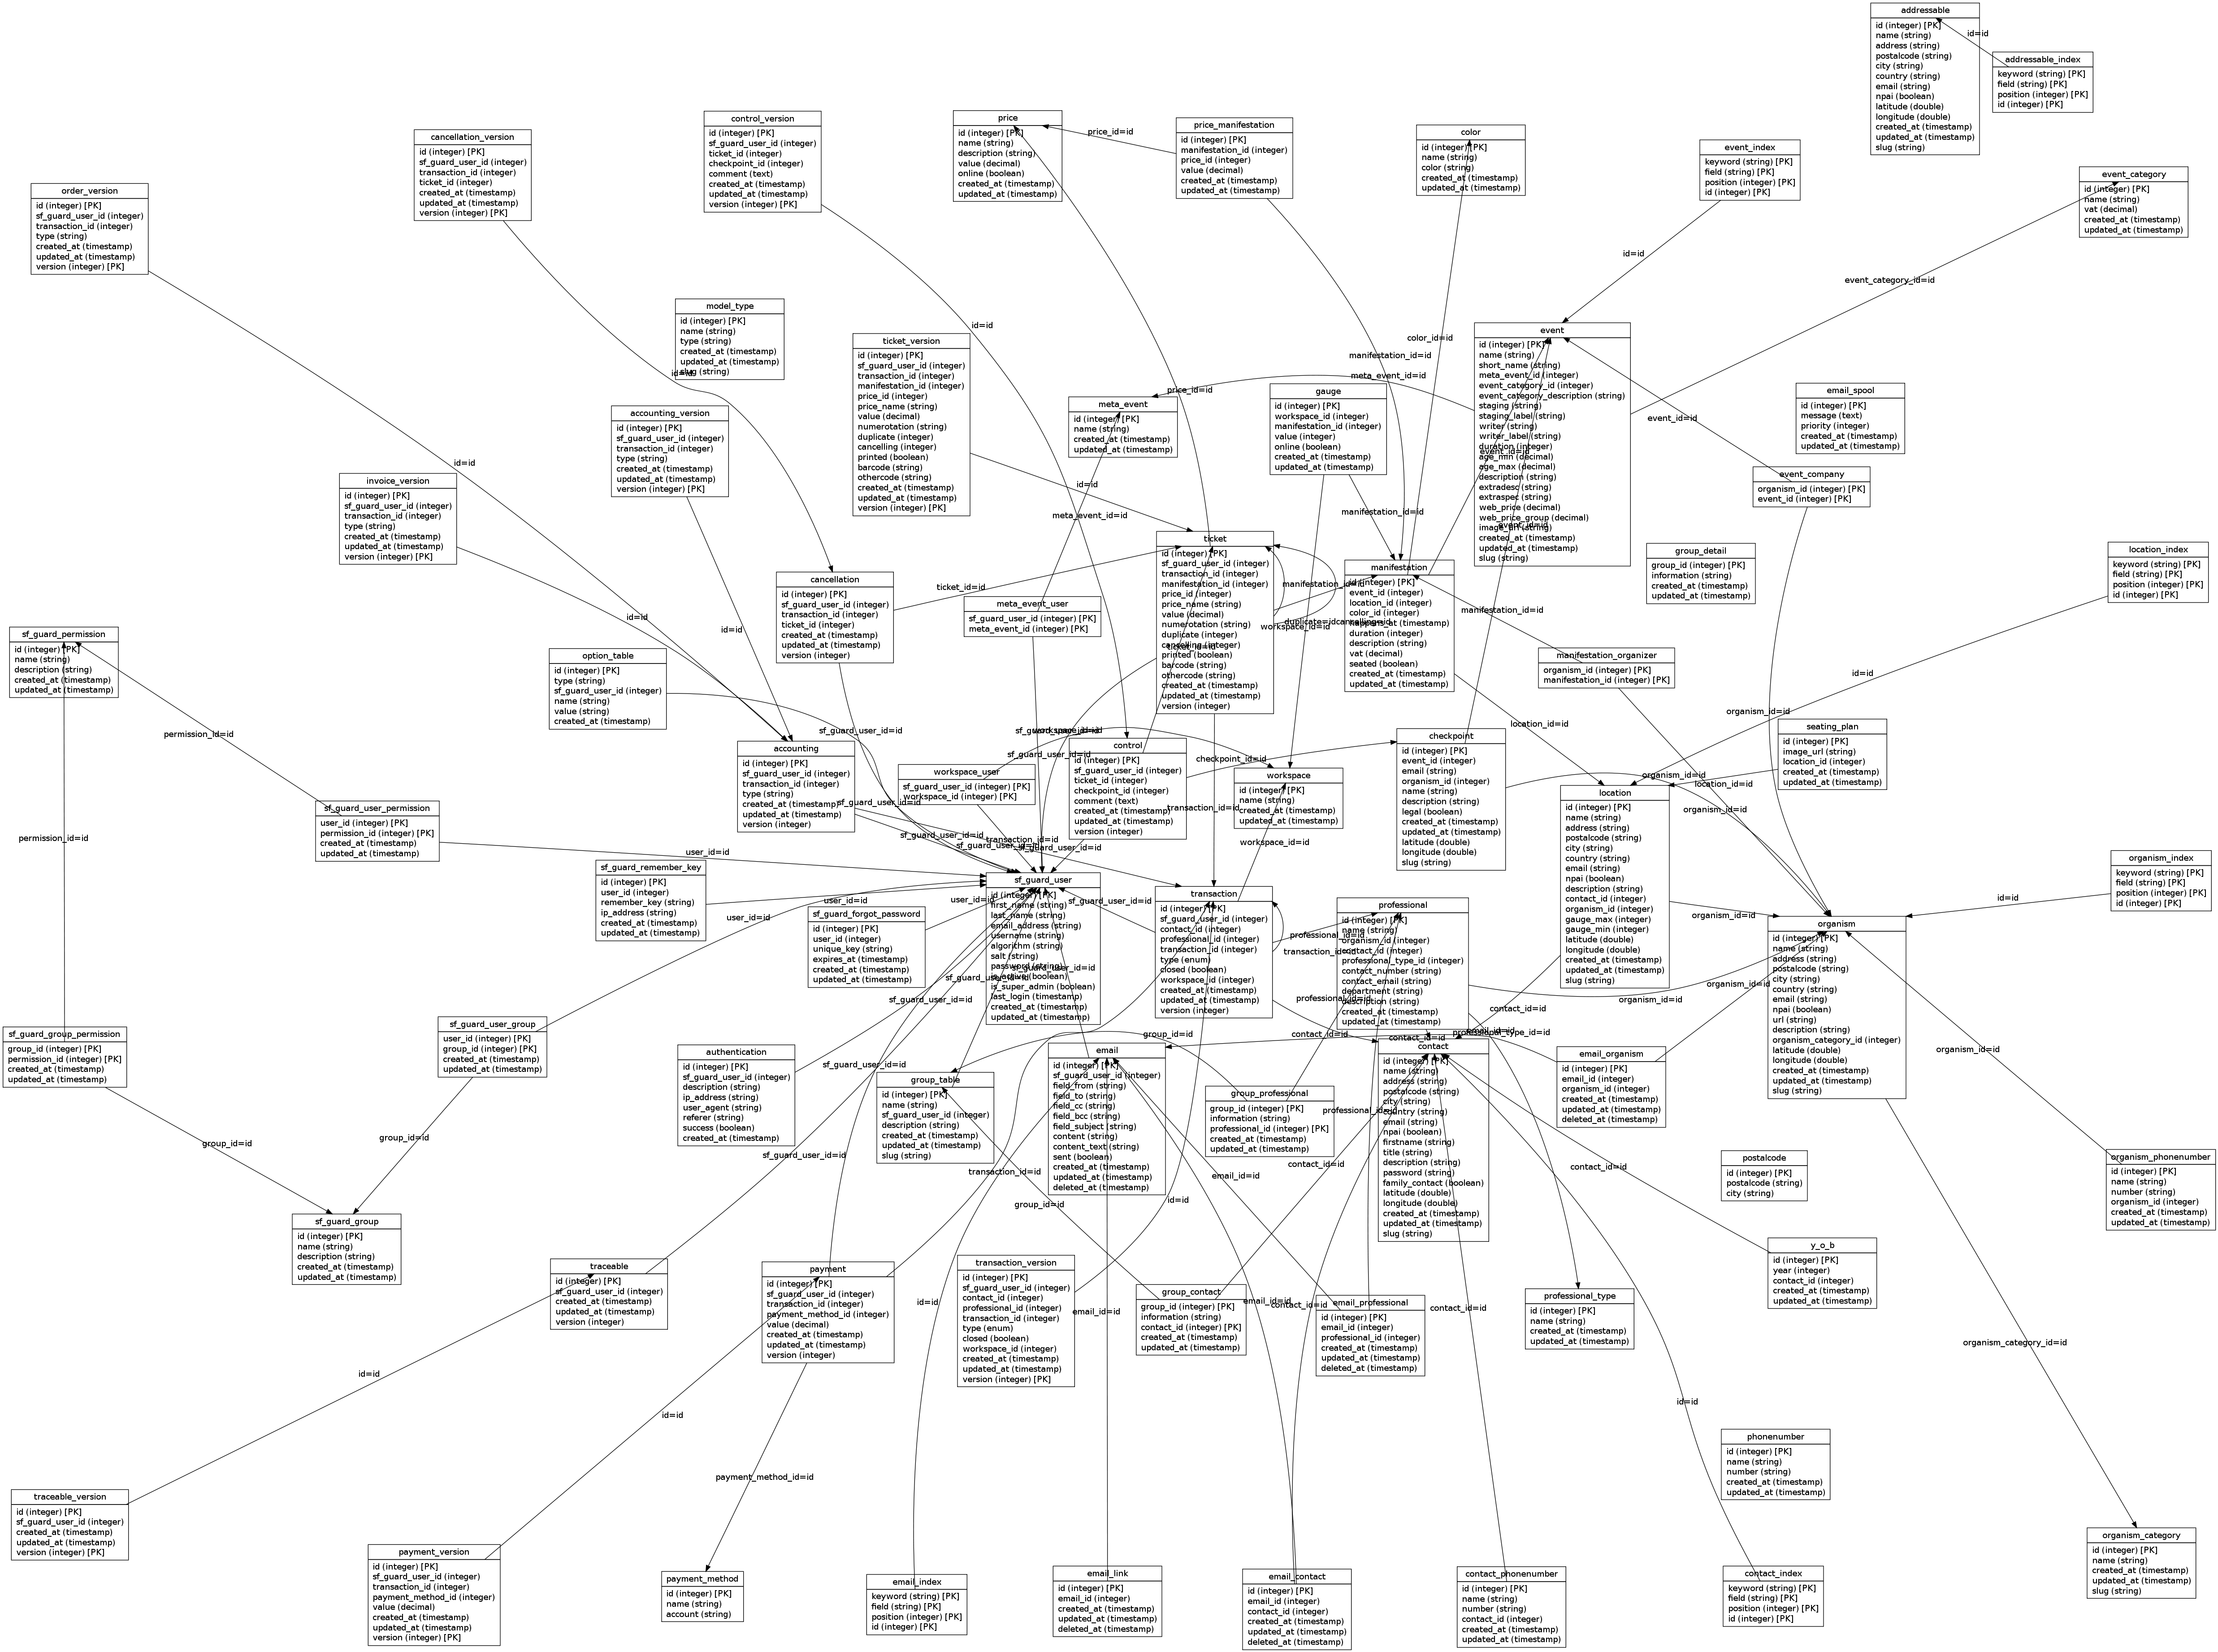 addressable
id (integer) [PK]
name (string)
address (string)
postalcode (string)
city (string)
country (string)
email (string)
npai (boolean)
latitude (double)
longitude (double)
created_at (timestamp)
updated_at (timestamp)
slug (string)
id=id
addressable_index
keyword (string) [PK]
field (string) [PK]
position (integer) [PK]
id (integer) [PK]
order_version
id (integer) [PK]
sf_guard_user_id (integer)
transaction_id (integer)
type (string)
created_at (timestamp)
updated_at (timestamp)
version (integer) [PK]
cancellation_version
id (integer) [PK]
sf_guard_user_id (integer)
transaction_id (integer)
ticket_id (integer)
created_at (timestamp)
updated_at (timestamp)
version (integer) [PK]
control_version
id (integer) [PK]
sf_guard_user_id (integer)
ticket_id (integer)
checkpoint_id (integer)
comment (text)
created_at (timestamp)
updated_at (timestamp)
version (integer) [PK]
price
id (integer) [PK]
name (string)
description (string)
value (decimal)
online (boolean)
created_at (timestamp)
updated_at (timestamp)
price_id=id
price_manifestation
id (integer) [PK]
manifestation_id (integer)
price_id (integer)
value (decimal)
created_at (timestamp)
updated_at (timestamp)
color
id (integer) [PK]
name (string)
color (string)
created_at (timestamp)
updated_at (timestamp)
event_index
keyword (string) [PK]
field (string) [PK]
position (integer) [PK]
id (integer) [PK]
event_category
id (integer) [PK]
name (string)
vat (decimal)
created_at (timestamp)
updated_at (timestamp)
id=id
event_category_id=id
model_type
id (integer) [PK]
name (string)
type (string)
created_at (timestamp)
updated_at (timestamp)
slug (string)
id=id
id=id
ticket_version
id (integer) [PK]
sf_guard_user_id (integer)
transaction_id (integer)
manifestation_id (integer)
price_id (integer)
price_name (string)
value (decimal)
numerotation (string)
duplicate (integer)
cancelling (integer)
printed (boolean)
barcode (string)
othercode (string)
created_at (timestamp)
updated_at (timestamp)
version (integer) [PK]
color_id=id
manifestation_id=id
meta_event_id=id
price_id=id
event
id (integer) [PK]
name (string)
short_name (string)
meta_event_id (integer)
event_category_id (integer)
event_category_description (string)
staging (string)
staging_label (string)
writer (string)
writer_label (string)
duration (integer)
age_min (decimal)
age_max (decimal)
description (string)
extradesc (string)
extraspec (string)
web_price (decimal)
web_price_group (decimal)
image_url (string)
created_at (timestamp)
updated_at (timestamp)
slug (string)
event_id=id
event_id=id
event_id=id
email_spool
id (integer) [PK]
message (text)
priority (integer)
created_at (timestamp)
updated_at (timestamp)
event_company
organism_id (integer) [PK]
event_id (integer) [PK]
accounting_version
id (integer) [PK]
sf_guard_user_id (integer)
transaction_id (integer)
type (string)
created_at (timestamp)
updated_at (timestamp)
version (integer) [PK]
meta_event
id (integer) [PK]
name (string)
created_at (timestamp)
updated_at (timestamp)
gauge
id (integer) [PK]
workspace_id (integer)
manifestation_id (integer)
value (integer)
online (boolean)
created_at (timestamp)
updated_at (timestamp)
id=id
invoice_version
id (integer) [PK]
sf_guard_user_id (integer)
transaction_id (integer)
type (string)
created_at (timestamp)
updated_at (timestamp)
version (integer) [PK]
id=id
meta_event_id=id
manifestation_id=id
ticket
id (integer) [PK]
sf_guard_user_id (integer)
transaction_id (integer)
manifestation_id (integer)
price_id (integer)
price_name (string)
value (decimal)
numerotation (string)
duplicate (integer)
cancelling (integer)
printed (boolean)
barcode (string)
othercode (string)
created_at (timestamp)
updated_at (timestamp)
version (integer)
ticket_id=id
manifestation_id=id
workspace_id=id
duplicate=id
cancelling=id
manifestation
id (integer) [PK]
event_id (integer)
location_id (integer)
color_id (integer)
happens_at (timestamp)
duration (integer)
description (string)
vat (decimal)
seated (boolean)
created_at (timestamp)
updated_at (timestamp)
group_detail
group_id (integer) [PK]
information (string)
created_at (timestamp)
updated_at (timestamp)
location_index
keyword (string) [PK]
field (string) [PK]
position (integer) [PK]
id (integer) [PK]
cancellation
id (integer) [PK]
sf_guard_user_id (integer)
transaction_id (integer)
ticket_id (integer)
created_at (timestamp)
updated_at (timestamp)
version (integer)
ticket_id=id
meta_event_user
sf_guard_user_id (integer) [PK]
meta_event_id (integer) [PK]
manifestation_id=id
manifestation_organizer
organism_id (integer) [PK]
manifestation_id (integer) [PK]
sf_guard_permission
id (integer) [PK]
name (string)
description (string)
created_at (timestamp)
updated_at (timestamp)
id=id
id=id
option_table
id (integer) [PK]
type (string)
sf_guard_user_id (integer)
name (string)
value (string)
created_at (timestamp)
id=id
permission_id=id
sf_guard_user_id=id
sf_guard_user_id=id
workspace_id=id
sf_guard_user_id=id
location_id=id
organism_id=id
seating_plan
id (integer) [PK]
image_url (string)
location_id (integer)
created_at (timestamp)
updated_at (timestamp)
accounting
id (integer) [PK]
sf_guard_user_id (integer)
transaction_id (integer)
type (string)
created_at (timestamp)
updated_at (timestamp)
version (integer)
control
id (integer) [PK]
sf_guard_user_id (integer)
ticket_id (integer)
checkpoint_id (integer)
comment (text)
created_at (timestamp)
updated_at (timestamp)
version (integer)
checkpoint_id=id
checkpoint
id (integer) [PK]
event_id (integer)
email (string)
organism_id (integer)
name (string)
description (string)
legal (boolean)
created_at (timestamp)
updated_at (timestamp)
latitude (double)
longitude (double)
slug (string)
workspace_user
sf_guard_user_id (integer) [PK]
workspace_id (integer) [PK]
workspace
id (integer) [PK]
name (string)
created_at (timestamp)
updated_at (timestamp)
organism_id=id
location_id=id
organism_id=id
location
id (integer) [PK]
name (string)
address (string)
postalcode (string)
city (string)
country (string)
email (string)
npai (boolean)
description (string)
contact_id (integer)
organism_id (integer)
gauge_max (integer)
gauge_min (integer)
latitude (double)
longitude (double)
created_at (timestamp)
updated_at (timestamp)
slug (string)
permission_id=id
sf_guard_user_permission
user_id (integer) [PK]
permission_id (integer) [PK]
created_at (timestamp)
updated_at (timestamp)
sf_guard_user_id=id
sf_guard_user_id=id
transaction_id=id
sf_guard_user_id=id
sf_guard_user_id=id
transaction_id=id
workspace_id=id
user_id=id
organism_index
keyword (string) [PK]
field (string) [PK]
position (integer) [PK]
id (integer) [PK]
id=id
sf_guard_remember_key
id (integer) [PK]
user_id (integer)
remember_key (string)
ip_address (string)
created_at (timestamp)
updated_at (timestamp)
sf_guard_user
id (integer) [PK]
first_name (string)
last_name (string)
email_address (string)
username (string)
algorithm (string)
salt (string)
password (string)
is_active (boolean)
is_super_admin (boolean)
last_login (timestamp)
created_at (timestamp)
updated_at (timestamp)
user_id=id
user_id=id
user_id=id
sf_guard_forgot_password
id (integer) [PK]
user_id (integer)
unique_key (string)
expires_at (timestamp)
created_at (timestamp)
updated_at (timestamp)
sf_guard_user_id=id
transaction
id (integer) [PK]
sf_guard_user_id (integer)
contact_id (integer)
professional_id (integer)
transaction_id (integer)
type (enum)
closed (boolean)
workspace_id (integer)
created_at (timestamp)
updated_at (timestamp)
version (integer)
professional
id (integer) [PK]
name (string)
organism_id (integer)
contact_id (integer)
professional_type_id (integer)
contact_number (string)
contact_email (string)
department (string)
description (string)
created_at (timestamp)
updated_at (timestamp)
professional_id=id
transaction_id=id
organism_id=id
organism
id (integer) [PK]
name (string)
address (string)
postalcode (string)
city (string)
country (string)
email (string)
npai (boolean)
url (string)
description (string)
organism_category_id (integer)
latitude (double)
longitude (double)
created_at (timestamp)
updated_at (timestamp)
slug (string)
sf_guard_user_id=id
sf_guard_user_id=id
sf_guard_user_id=id
organism_id=id
organism_id=id
professional_id=id
contact_id=id
sf_guard_group_permission
group_id (integer) [PK]
permission_id (integer) [PK]
created_at (timestamp)
updated_at (timestamp)
sf_guard_user_group
user_id (integer) [PK]
group_id (integer) [PK]
created_at (timestamp)
updated_at (timestamp)
group_id=id
contact_id=id
contact_id=id
email_id=id
professional_type_id=id
authentication
id (integer) [PK]
sf_guard_user_id (integer)
description (string)
ip_address (string)
user_agent (string)
referer (string)
success (boolean)
created_at (timestamp)
sf_guard_user_id=id
group_table
id (integer) [PK]
name (string)
sf_guard_user_id (integer)
description (string)
created_at (timestamp)
updated_at (timestamp)
slug (string)
email
id (integer) [PK]
sf_guard_user_id (integer)
field_from (string)
field_to (string)
field_cc (string)
field_bcc (string)
field_subject (string)
content (string)
content_text (string)
sent (boolean)
created_at (timestamp)
updated_at (timestamp)
deleted_at (timestamp)
group_professional
group_id (integer) [PK]
information (string)
professional_id (integer) [PK]
created_at (timestamp)
updated_at (timestamp)
professional_id=id
contact
id (integer) [PK]
name (string)
address (string)
postalcode (string)
city (string)
country (string)
email (string)
npai (boolean)
firstname (string)
title (string)
description (string)
password (string)
family_contact (boolean)
latitude (double)
longitude (double)
created_at (timestamp)
updated_at (timestamp)
slug (string)
email_organism
id (integer) [PK]
email_id (integer)
organism_id (integer)
created_at (timestamp)
updated_at (timestamp)
deleted_at (timestamp)
organism_id=id
group_id=id
group_id=id
sf_guard_user_id=id
transaction_id=id
email_id=id
contact_id=id
contact_id=id
postalcode
id (integer) [PK]
postalcode (string)
city (string)
organism_phonenumber
id (integer) [PK]
name (string)
number (string)
organism_id (integer)
created_at (timestamp)
updated_at (timestamp)
sf_guard_group
id (integer) [PK]
name (string)
description (string)
created_at (timestamp)
updated_at (timestamp)
group_id=id
id=id
traceable
id (integer) [PK]
sf_guard_user_id (integer)
created_at (timestamp)
updated_at (timestamp)
version (integer)
payment
id (integer) [PK]
sf_guard_user_id (integer)
transaction_id (integer)
payment_method_id (integer)
value (decimal)
created_at (timestamp)
updated_at (timestamp)
version (integer)
transaction_version
id (integer) [PK]
sf_guard_user_id (integer)
contact_id (integer)
professional_id (integer)
transaction_id (integer)
type (enum)
closed (boolean)
workspace_id (integer)
created_at (timestamp)
updated_at (timestamp)
version (integer) [PK]
group_contact
group_id (integer) [PK]
information (string)
contact_id (integer) [PK]
created_at (timestamp)
updated_at (timestamp)
email_professional
id (integer) [PK]
email_id (integer)
professional_id (integer)
created_at (timestamp)
updated_at (timestamp)
deleted_at (timestamp)
professional_type
id (integer) [PK]
name (string)
created_at (timestamp)
updated_at (timestamp)
y_o_b
id (integer) [PK]
year (integer)
contact_id (integer)
created_at (timestamp)
updated_at (timestamp)
id=id
email_id=id
email_id=id
contact_id=id
contact_id=id
organism_category_id=id
id=id
id=id
id=id
payment_method_id=id
phonenumber
id (integer) [PK]
name (string)
number (string)
created_at (timestamp)
updated_at (timestamp)
traceable_version
id (integer) [PK]
sf_guard_user_id (integer)
created_at (timestamp)
updated_at (timestamp)
version (integer) [PK]
payment_version
id (integer) [PK]
sf_guard_user_id (integer)
transaction_id (integer)
payment_method_id (integer)
value (decimal)
created_at (timestamp)
updated_at (timestamp)
version (integer) [PK]
payment_method
id (integer) [PK]
name (string)
account (string)
email_index
keyword (string) [PK]
field (string) [PK]
position (integer) [PK]
id (integer) [PK]
email_link
id (integer) [PK]
email_id (integer)
created_at (timestamp)
updated_at (timestamp)
deleted_at (timestamp)
email_contact
id (integer) [PK]
email_id (integer)
contact_id (integer)
created_at (timestamp)
updated_at (timestamp)
deleted_at (timestamp)
contact_phonenumber
id (integer) [PK]
name (string)
number (string)
contact_id (integer)
created_at (timestamp)
updated_at (timestamp)
contact_index
keyword (string) [PK]
field (string) [PK]
position (integer) [PK]
id (integer) [PK]
organism_category
id (integer) [PK]
name (string)
created_at (timestamp)
updated_at (timestamp)
slug (string)